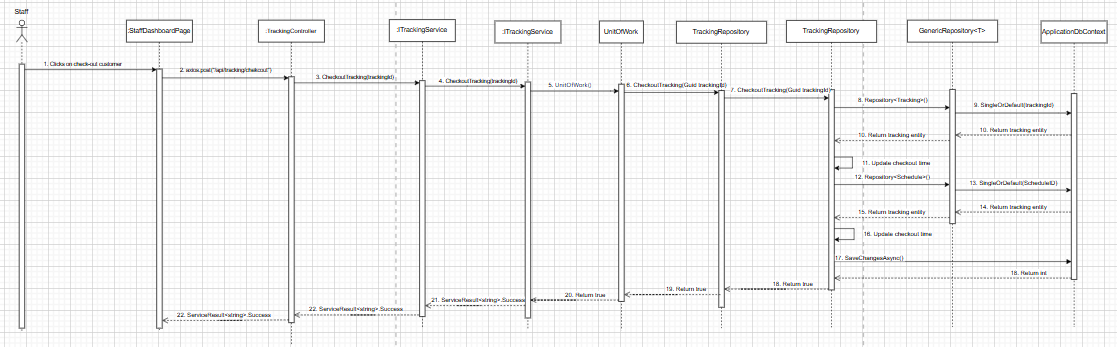 Staff
:StaffDashboardPage
:TrackingController
:ITrackingService
:ITrackingService
UnitOfWork
TrackingRepository
TrackingRepository
GenericRepository<T>
ApplicationDbContext
1. Clicks on check-out customer
2. axios.post("/api/tracking/chekcout")
3. CheckoutTracking(trackingId)
4. CheckoutTracking(trackingId)
5. UnitOfWork()
6. CheckoutTracking(Guid trackingId)
7. CheckoutTracking(Guid trackingId)
8. Repository<Tracking>()
9. SingleOrDefault(trackingId)
10. Return tracking entity
10. Return tracking entity
11. Update checkout time
12. Repository<Schedule>()
13. SingleOrDefault(ScheduleID)
14. Return tracking entity
15. Return tracking entity
16. Update checkout time
17. SaveChangesAsync()
18. Return int
18. Return true
19. Return true
20. Return true
21. ServiceResult<string>.Success
22. ServiceResult<string>.Success
22. ServiceResult<string>.Success